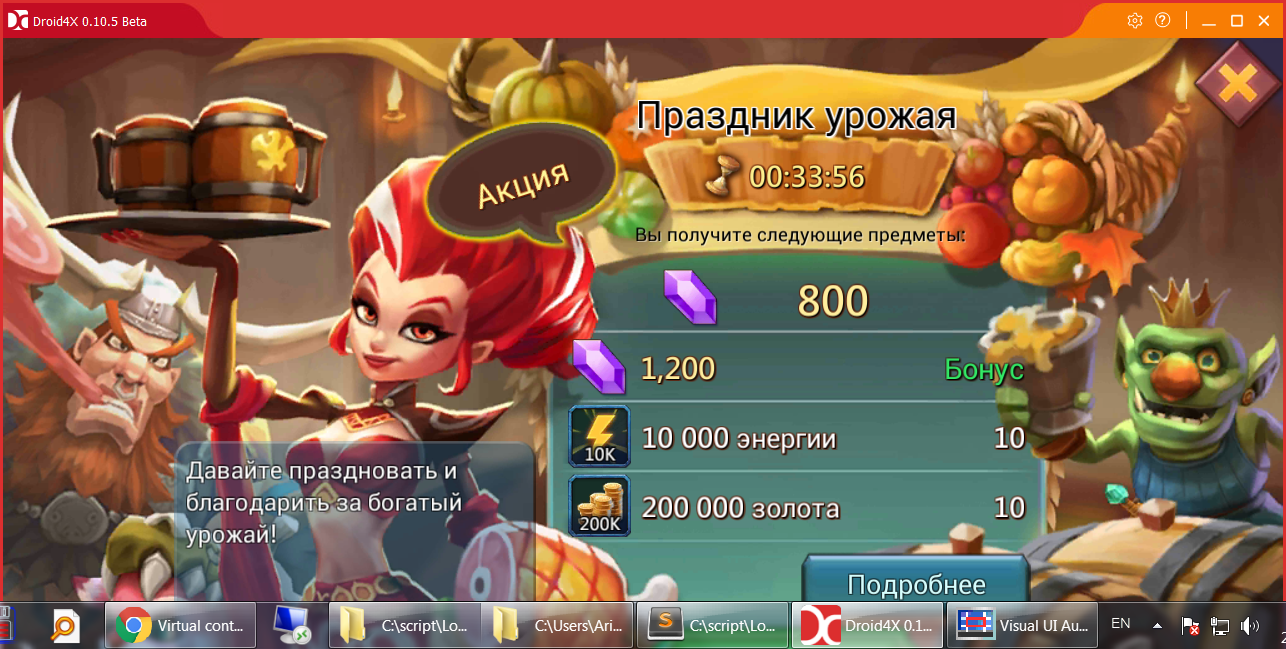 Droid4X 0.10.5 Beta
Праздник урожая
Акция
00:33:56
Вы получите следующие предметы:
800
1,200 Бонус
10K 10 000 энергии 10
200K 200 000 золота 10
Давайте праздновать и
благодарить за богатый
урожай!
Подробнее
Virtual cont...
C:\script\Lo...
C:\Users\Ari...
S C:\script\Lo...
Droid4X 0.1...
Visual UI Au...
EN